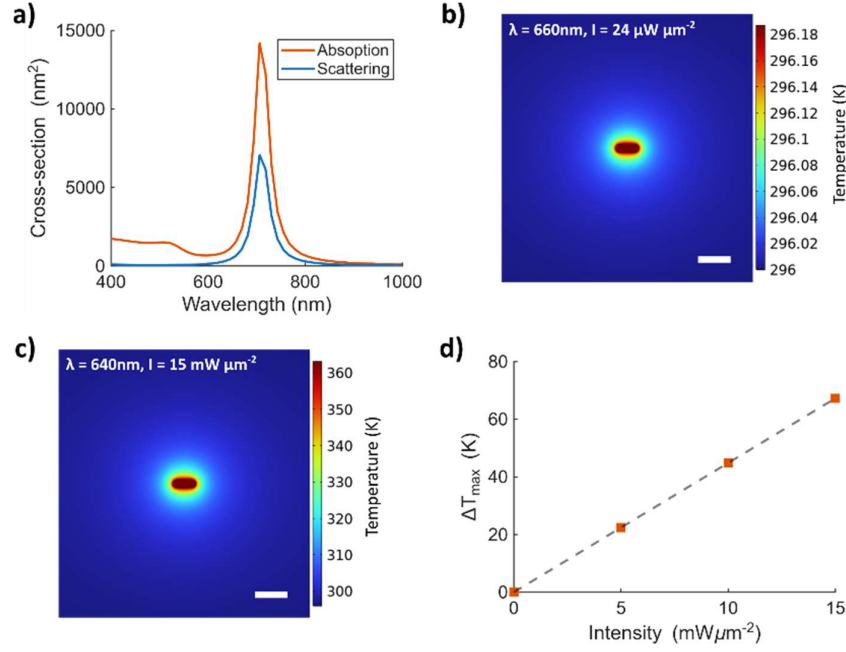 a)
15000
10000
5000
0
400
600
800
1000
Cross-section (nm²)
Wavelength (nm)
Absoption
Scattering
b)
λ = 660nm, I = 24 μW μm⁻²
296.18
296.16
296.14
296.12
296.1
296.08
296.06
296.04
296.02
296
Temperature (K)
c)
λ = 640nm, I = 15 mW μm⁻²
360
350
340
330
320
310
300
Temperature (K)
d)
80
60
40
20
0
0
5
10
15
ΔTmax (K)
Intensity (mWμm⁻²)